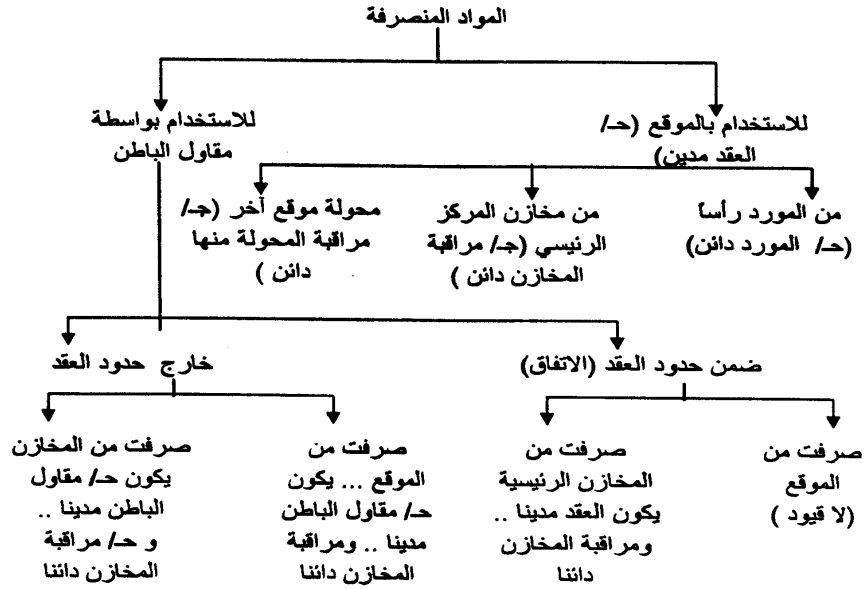 المواد المنصرفة
للاستخدام بالموقع (حـ/
العقد مدين)
للاستخدام بواسطة
مقاول الباطن
من المورد رأساً
(حـ/ المورد دائن)
من مخازن المركز
الرئيسي (جـ/ مراقبة
المخازن دائن )
محولة موقع آخر (جـ/
مراقبة المحولة منها
دائن )
ضمن حدود العقد (الاتفاق)
خارج حدود العقد
صرفت من
الموقع
(لا قيود )
صرفت من
المخازن الرئيسية
يكون العقد مدينا ..
ومراقبة المخازن
دائنا
صرفت من
الموقع ... يكون
حـ/ مقاول الباطن
مدينا .. ومراقبة
المخازن دائنا
صرفت من المخازن
يكون حـ/ مقاول
الباطن مدينا ..
و حـ/ مراقبة
المخازن دائنا